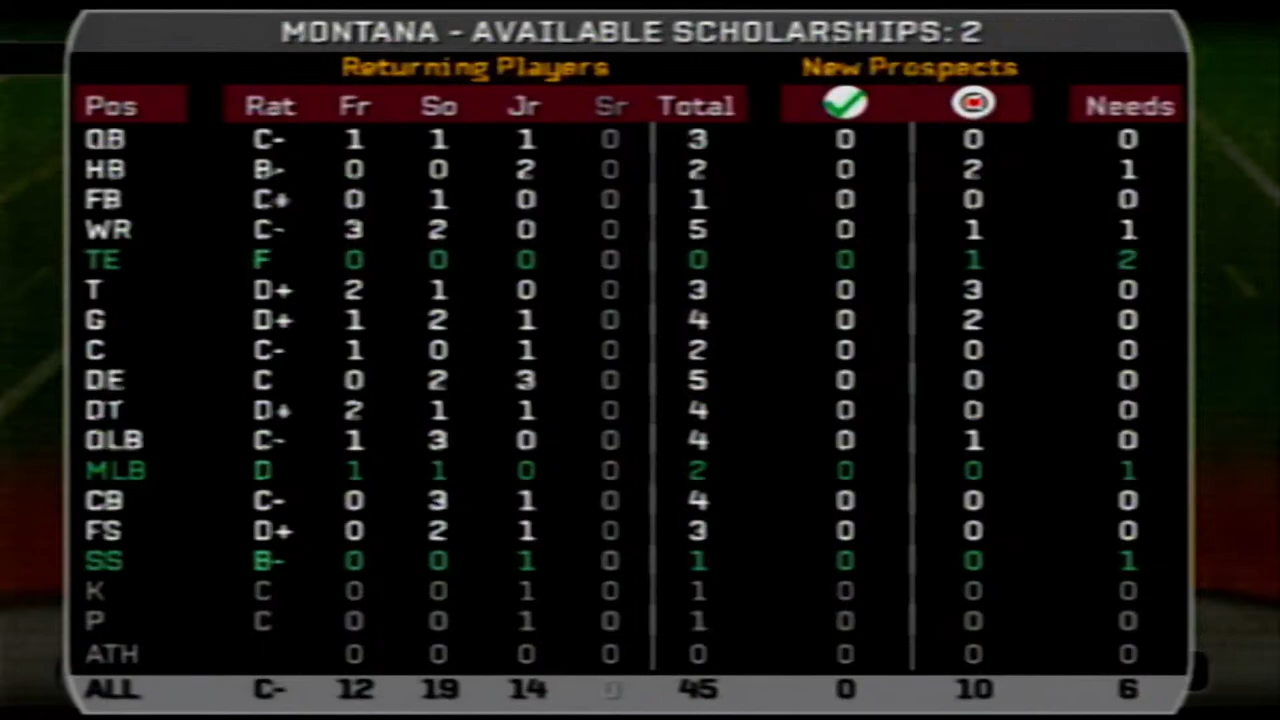 MONTANA - AVAILABLE SCHOLARSHIPS: 2
Returning Players New Prospects
Pos Rat Fr So Jr Sr Total Needs
QB C- 1 1 1 0 3 0 0 0
HB B- 0 0 2 0 2 0 2 1
FB C+ 0 1 0 0 1 0 0 0
WR C- 3 2 0 0 5 0 1 1
TE F 0 0 0 0 0 0 1 2
T D+ 2 1 0 0 3 0 3 0
G D+ 1 2 1 0 4 0 2 0
C C- 1 0 1 0 2 0 0 0
DE C 0 2 3 0 5 0 0 0
DT D+ 2 1 1 0 4 0 0 0
OLB C- 1 3 0 0 4 0 1 0
MLB D 1 1 0 0 2 0 0 1
CB C- 0 3 1 0 4 0 0 0
FS D+ 0 2 1 0 3 0 0 0
SS B- 0 0 1 0 1 0 0 1
K C 0 0 1 0 1 0 0 0
P C 0 0 1 0 1 0 0 0
ATH 0 0 0 0 0 0 0 0
ALL C- 12 19 14 0 45 0 10 6